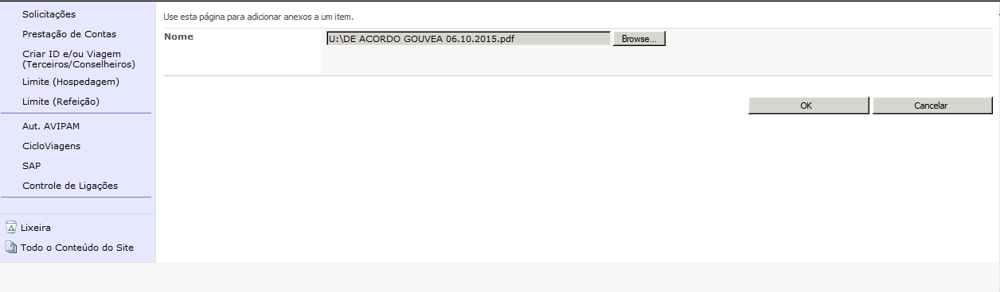 Solicitações
Prestação de Contas
Criar ID e/ou Viagem
(Terceiros/Conselheiros)
Limite (Hospedagem)
Limite (Refeição)
Aut. AVIPAM
CicloViagens
SAP
Controle de Ligações
Lixeira
Todo o Conteúdo do Site
Use esta página para adicionar anexos a um item.
Nome
U:\DE ACORDO GOUVEA 06.10.2015.pdf
Browse...
OK
Cancelar